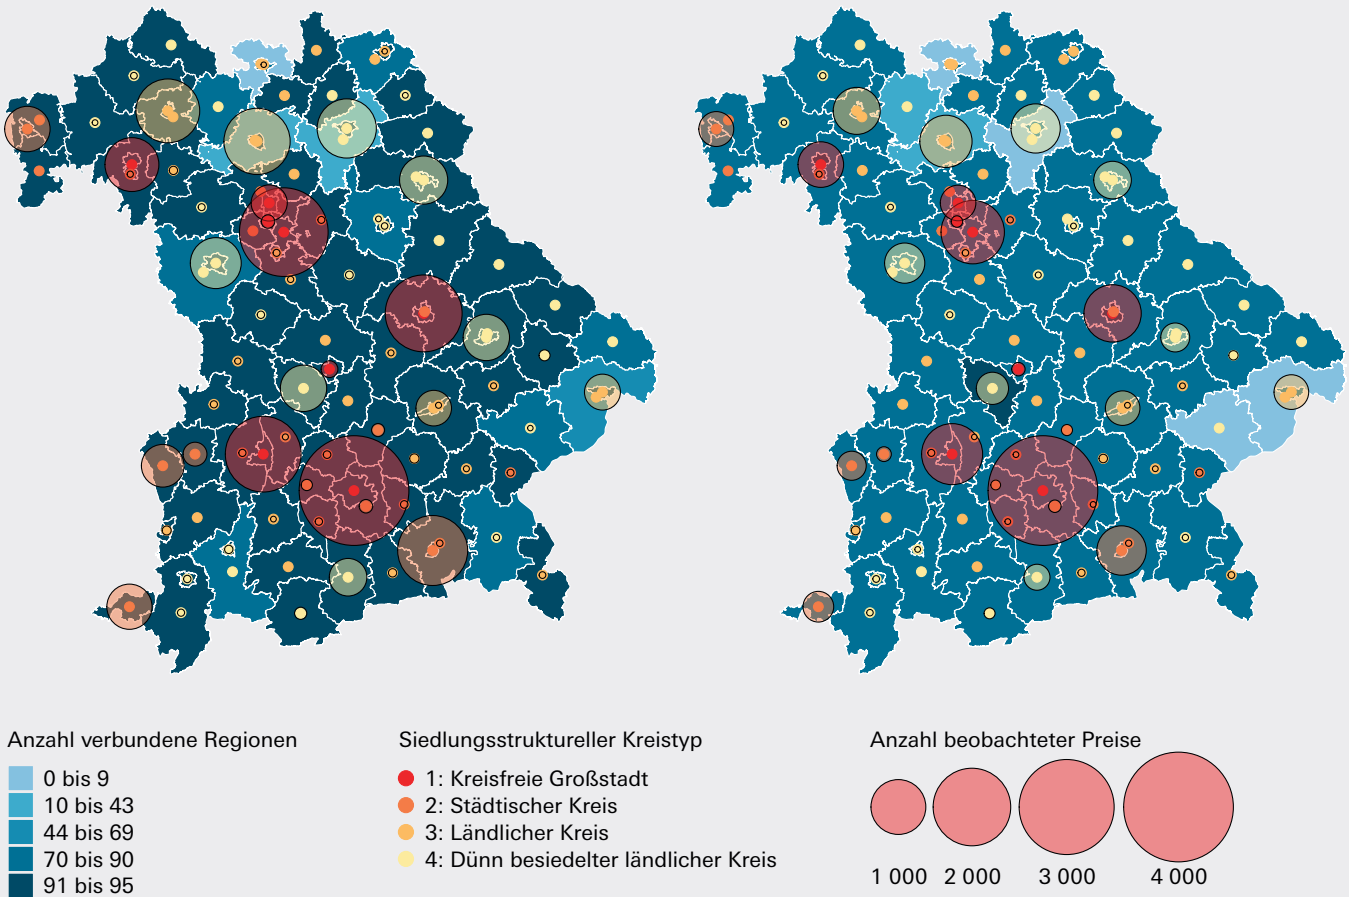 Anzahl verbundene Regionen
0 bis 9
10 bis 43
44 bis 69
70 bis 90
91 bis 95
Siedlungsstruktureller Kreistyp
1: Kreisfreie Großstadt
2: Städtischer Kreis
3: Ländlicher Kreis
4: Dünn besiedelter ländlicher Kreis
Anzahl beobachteter Preise
1 000 2 000 3 000 4 000